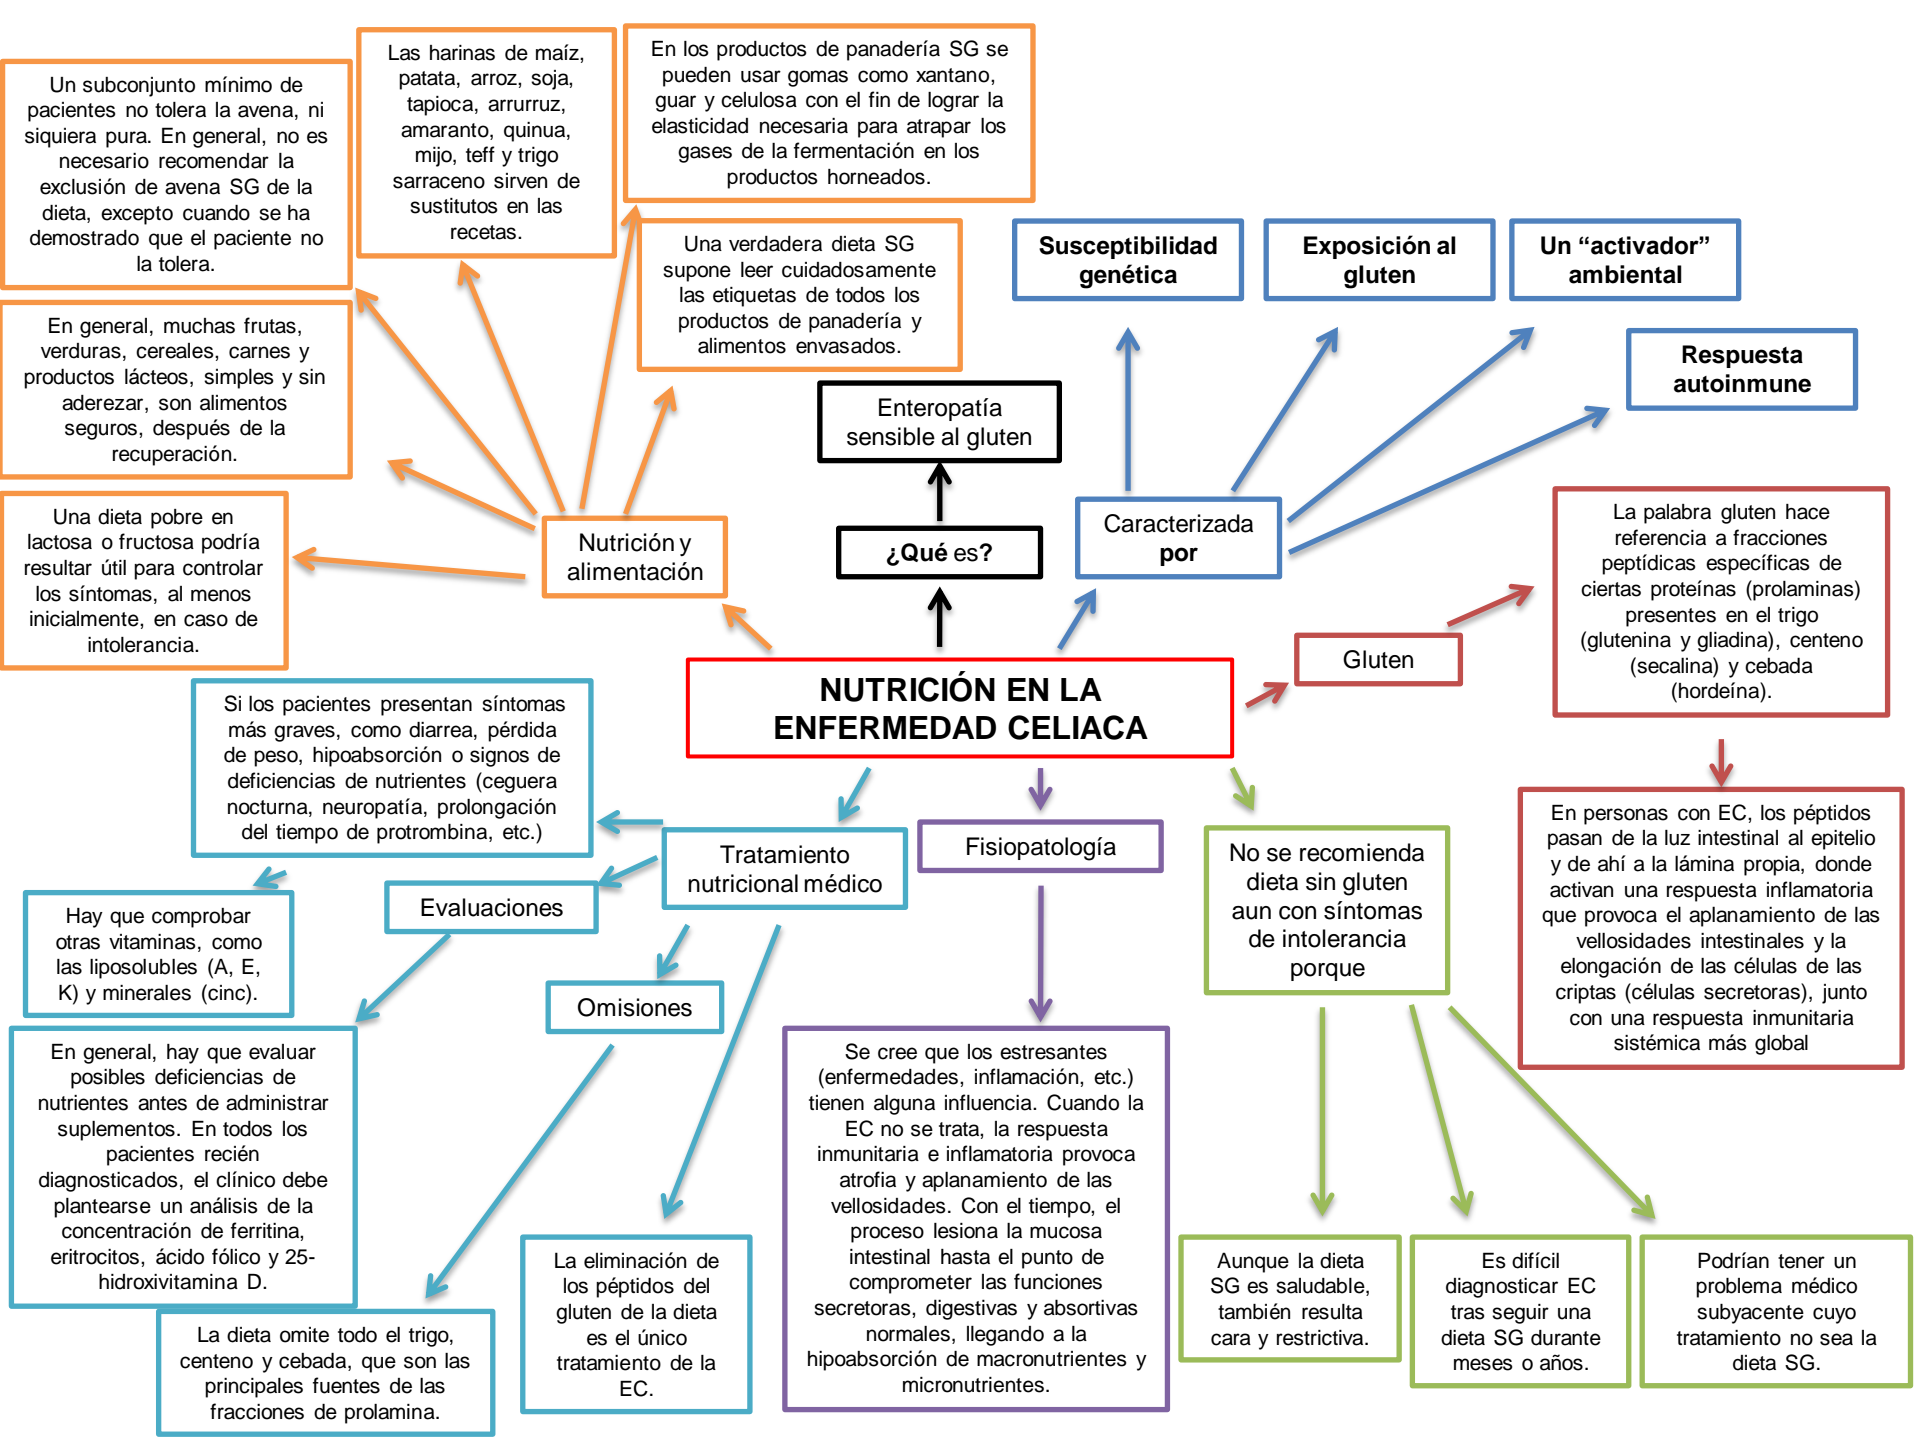 Un subconjunto mínimo de
pacientes no tolera la avena, ni
siquiera pura. En general, no es
necesario recomendar la
exclusión de avena SG de la
dieta, excepto cuando se ha
demostrado que el paciente no
la tolera.
Las harinas de maíz,
patata, arroz, soja,
tapioca, arrurruz,
amaranto, quinua,
mijo, teff y trigo
sarraceno sirven de
sustitutos en las
recetas.
En los productos de panadería SG se
pueden usar gomas como xantano,
guar y celulosa con el fin de lograr la
elasticidad necesaria para atrapar los
gases de la fermentación en los
productos horneados.
Una verdadera dieta SG
supone leer cuidadosamente
las etiquetas de todos los
productos de panadería y
alimentos envasados.
En general, muchas frutas,
verduras, cereales, carnes y
productos lácteos, simples y sin
aderezar, son alimentos
seguros, después de la
recuperación.
Una dieta pobre en
lactosa o fructosa podría
resultar útil para controlar
los síntomas, al menos
inicialmente, en caso de
intolerancia.
Nutrición y
alimentación
Enteropatía
sensible al gluten
¿Qué es?
Susceptibilidad
genética
Exposición al
gluten
Un “activador”
ambiental
Respuesta
autoinmune
Caracterizada
por
Gluten
La palabra gluten hace
referencia a fracciones
peptídicas específicas de
ciertas proteínas (prolaminas)
presentes en el trigo
(glutenina y gliadina), centeno
(secalina) y cebada
(hordeína).
En personas con EC, los péptidos
pasan de la luz intestinal al epitelio
y de ahí a la lámina propia, donde
activan una respuesta inflamatoria
que provoca el aplanamiento de las
vellosidades intestinales y la
elongación de las células de las
criptas (células secretoras), junto
con una respuesta inmunitaria
sistémica más global
NUTRICIÓN EN LA
ENFERMEDAD CELIACA
Si los pacientes presentan síntomas
más graves, como diarrea, pérdida
de peso, hipoabsorción o signos de
deficiencias de nutrientes (ceguera
nocturna, neuropatía, prolongación
del tiempo de protrombina, etc.)
Tratamiento
nutricional médico
Hay que comprobar
otras vitaminas, como
las liposolubles (A, E,
K) y minerales (cinc).
Evaluaciones
En general, hay que evaluar
posibles deficiencias de
nutrientes antes de administrar
suplementos. En todos los
pacientes recién
diagnosticados, el clínico debe
plantearse un análisis de la
concentración de ferritina,
eritrocitos, ácido fólico y 25-
hidroxivitamina D.
Omisiones
La dieta omite todo el trigo,
centeno y cebada, que son las
principales fuentes de las
fracciones de prolamina.
La eliminación de
los péptidos del
gluten de la dieta
es el único
tratamiento de la
EC.
Fisiopatología
Se cree que los estresantes
(enfermedades, inflamación, etc.)
tienen alguna influencia. Cuando la
EC no se trata, la respuesta
inmunitaria e inflamatoria provoca
atrofia y aplanamiento de las
vellosidades. Con el tiempo, el
proceso lesiona la mucosa
intestinal hasta el punto de
comprometer las funciones
secretoras, digestivas y absortivas
normales, llegando a la
hipoabsorción de macronutrientes y
micronutrientes.
No se recomienda
dieta sin gluten
aun con síntomas
de intolerancia
porque
Aunque la dieta
SG es saludable,
también resulta
cara y restrictiva.
Es difícil
diagnosticar EC
tras seguir una
dieta SG durante
meses o años.
Podrían tener un
problema médico
subyacente cuyo
tratamiento no sea la
dieta SG.